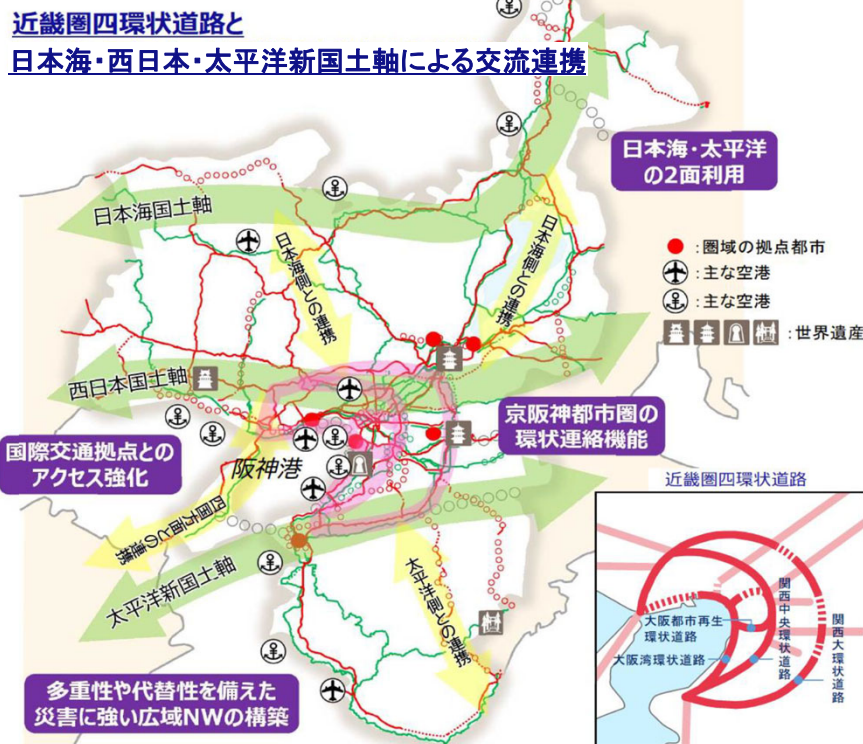 近畿圏四環状道路と
日本海・西日本・太平洋新国土軸による交流連携
日本海・太平洋
の2面利用
日本海国土軸
日本海側との連携
日本海側との連携
：圏域の拠点都市
：主な空港
：主な空港
：世界遺産
西日本国土軸
京阪神都市圏の
環状連絡機能
国際交通拠点との
アクセス強化
阪神港
四国方面との連携
太平洋新国土軸
太平洋側との連携
多重性や代替性を備えた
災害に強い広域NWの構築
近畿圏四環状道路
大阪都市再生
環状道路
大阪湾環状道路
関西中央環状道路
関西大環状道路